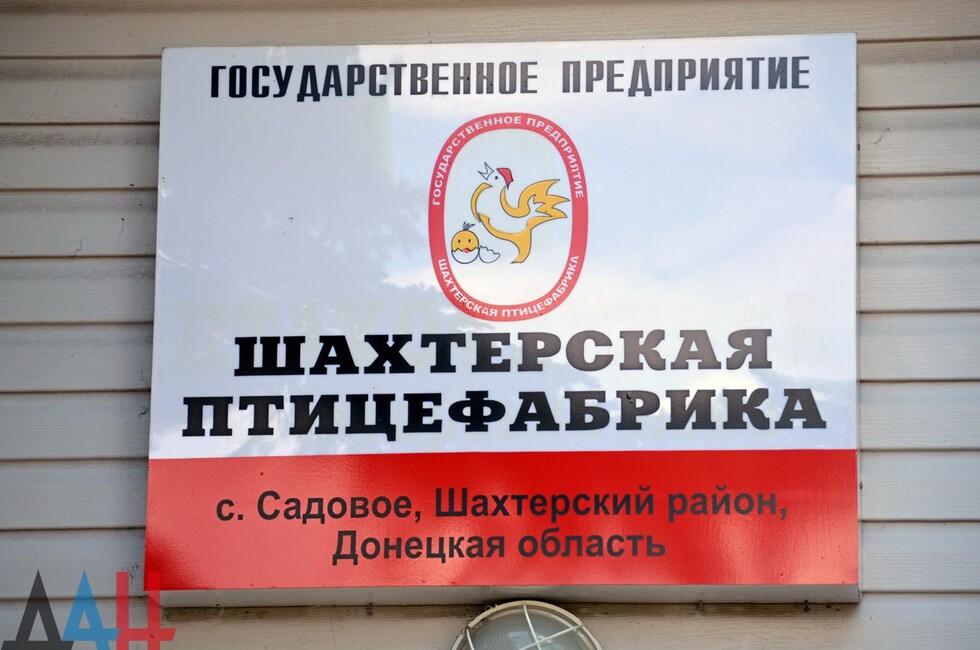 ГОСУДАРСТВЕННОЕ ПРЕДПРИЯТИЕ
ГОСУДАРСТВЕННОЕ ПРЕДПРИЯТИЕ
ШАХТЕРСКАЯ ПТИЦЕФАБРИКА
ШАХТЕРСКАЯ
ПТИЦЕФАБРИКА
с. Садовое, Шахтерский район,
Донецкая область
ДАН